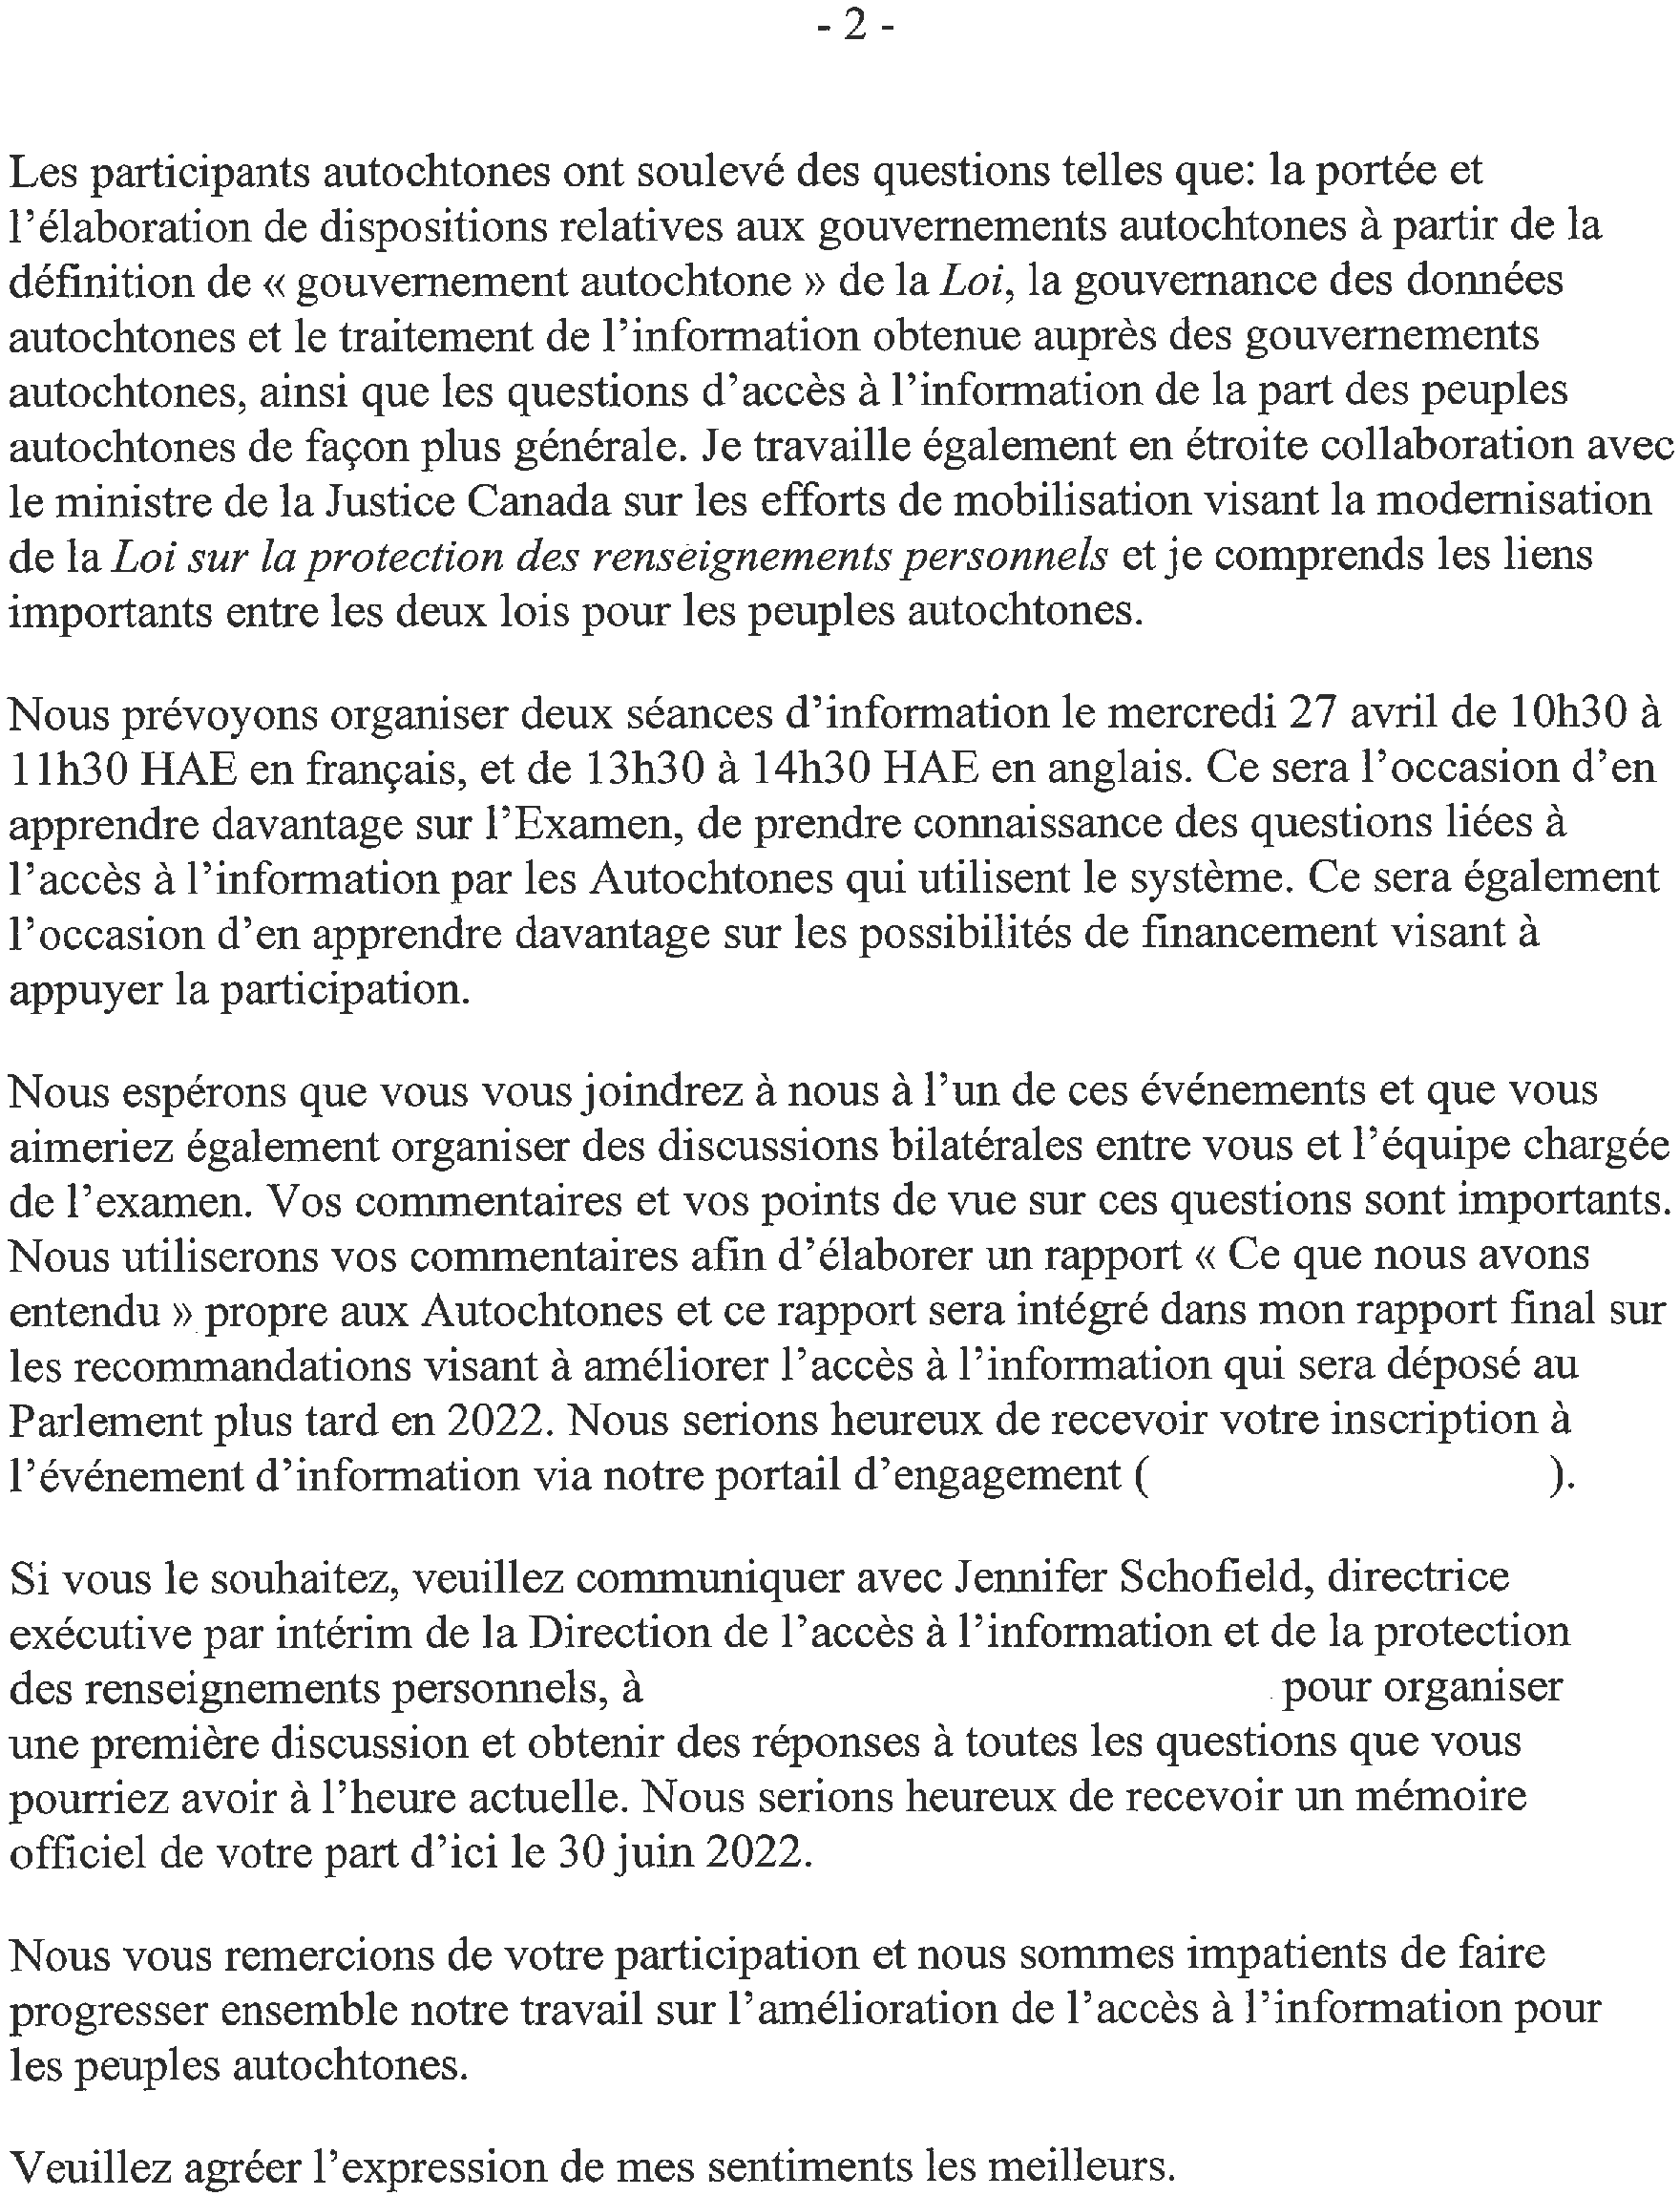 - 2 -
Les participants autochtones ont soulevé des questions telles que: la portée et
l'élaboration de dispositions relatives aux gouvernements autochtones à partir de la
définition de « gouvernement autochtone » de la Loi, la gouvernance des données
autochtones et le traitement de l'information obtenue auprès des gouvernements
autochtones, ainsi que les questions d'accès à l'information de la part des peuples
autochtones de façon plus générale. Je travaille également en étroite collaboration avec
le ministre de la Justice Canada sur les efforts de mobilisation visant la modernisation
de la Loi sur la protection des renseignements personnels et je comprends les liens
importants entre les deux lois pour les peuples autochtones.
Nous prévoyons organiser deux séances d'information le mercredi 27 avril de 10h30 à
11h30 HAE en français, et de 13h30 à 14h30 HAE en anglais. Ce sera l'occasion d'en
apprendre davantage sur l'Examen, de prendre connaissance des questions liées à
l'accès à l'information par les Autochtones qui utilisent le système. Ce sera également
l'occasion d'en apprendre davantage sur les possibilités de financement visant à
appuyer la participation.
Nous espérons que vous vous joindrez à nous à l'un de ces événements et que vous
aimeriez également organiser des discussions bilatérales entre vous et l'équipe chargée
de l'examen. Vos commentaires et vos points de vue sur ces questions sont importants.
Nous utiliserons vos commentaires afin d'élaborer un rapport « Ce que nous avons
entendu » propre aux Autochtones et ce rapport sera intégré dans mon rapport final sur
les recommandations visant à améliorer l'accès à l'information qui sera déposé au
Parlement plus tard en 2022. Nous serions heureux de recevoir votre inscription à
l'événement d'information via notre portail d'engagement ( ).
Si vous le souhaitez, veuillez communiquer avec Jennifer Schofield, directrice
exécutive par intérim de la Direction de l'accès à l'information et de la protection
des renseignements personnels, à pour organiser
une première discussion et obtenir des réponses à toutes les questions que vous
pourriez avoir à l'heure actuelle. Nous serions heureux de recevoir un mémoire
officiel de votre part d'ici le 30 juin 2022.
Nous vous remercions de votre participation et nous sommes impatients de faire
progresser ensemble notre travail sur l'amélioration de l'accès à l'information pour
les peuples autochtones.
Veuillez agréer l'expression de mes sentiments les meilleurs.